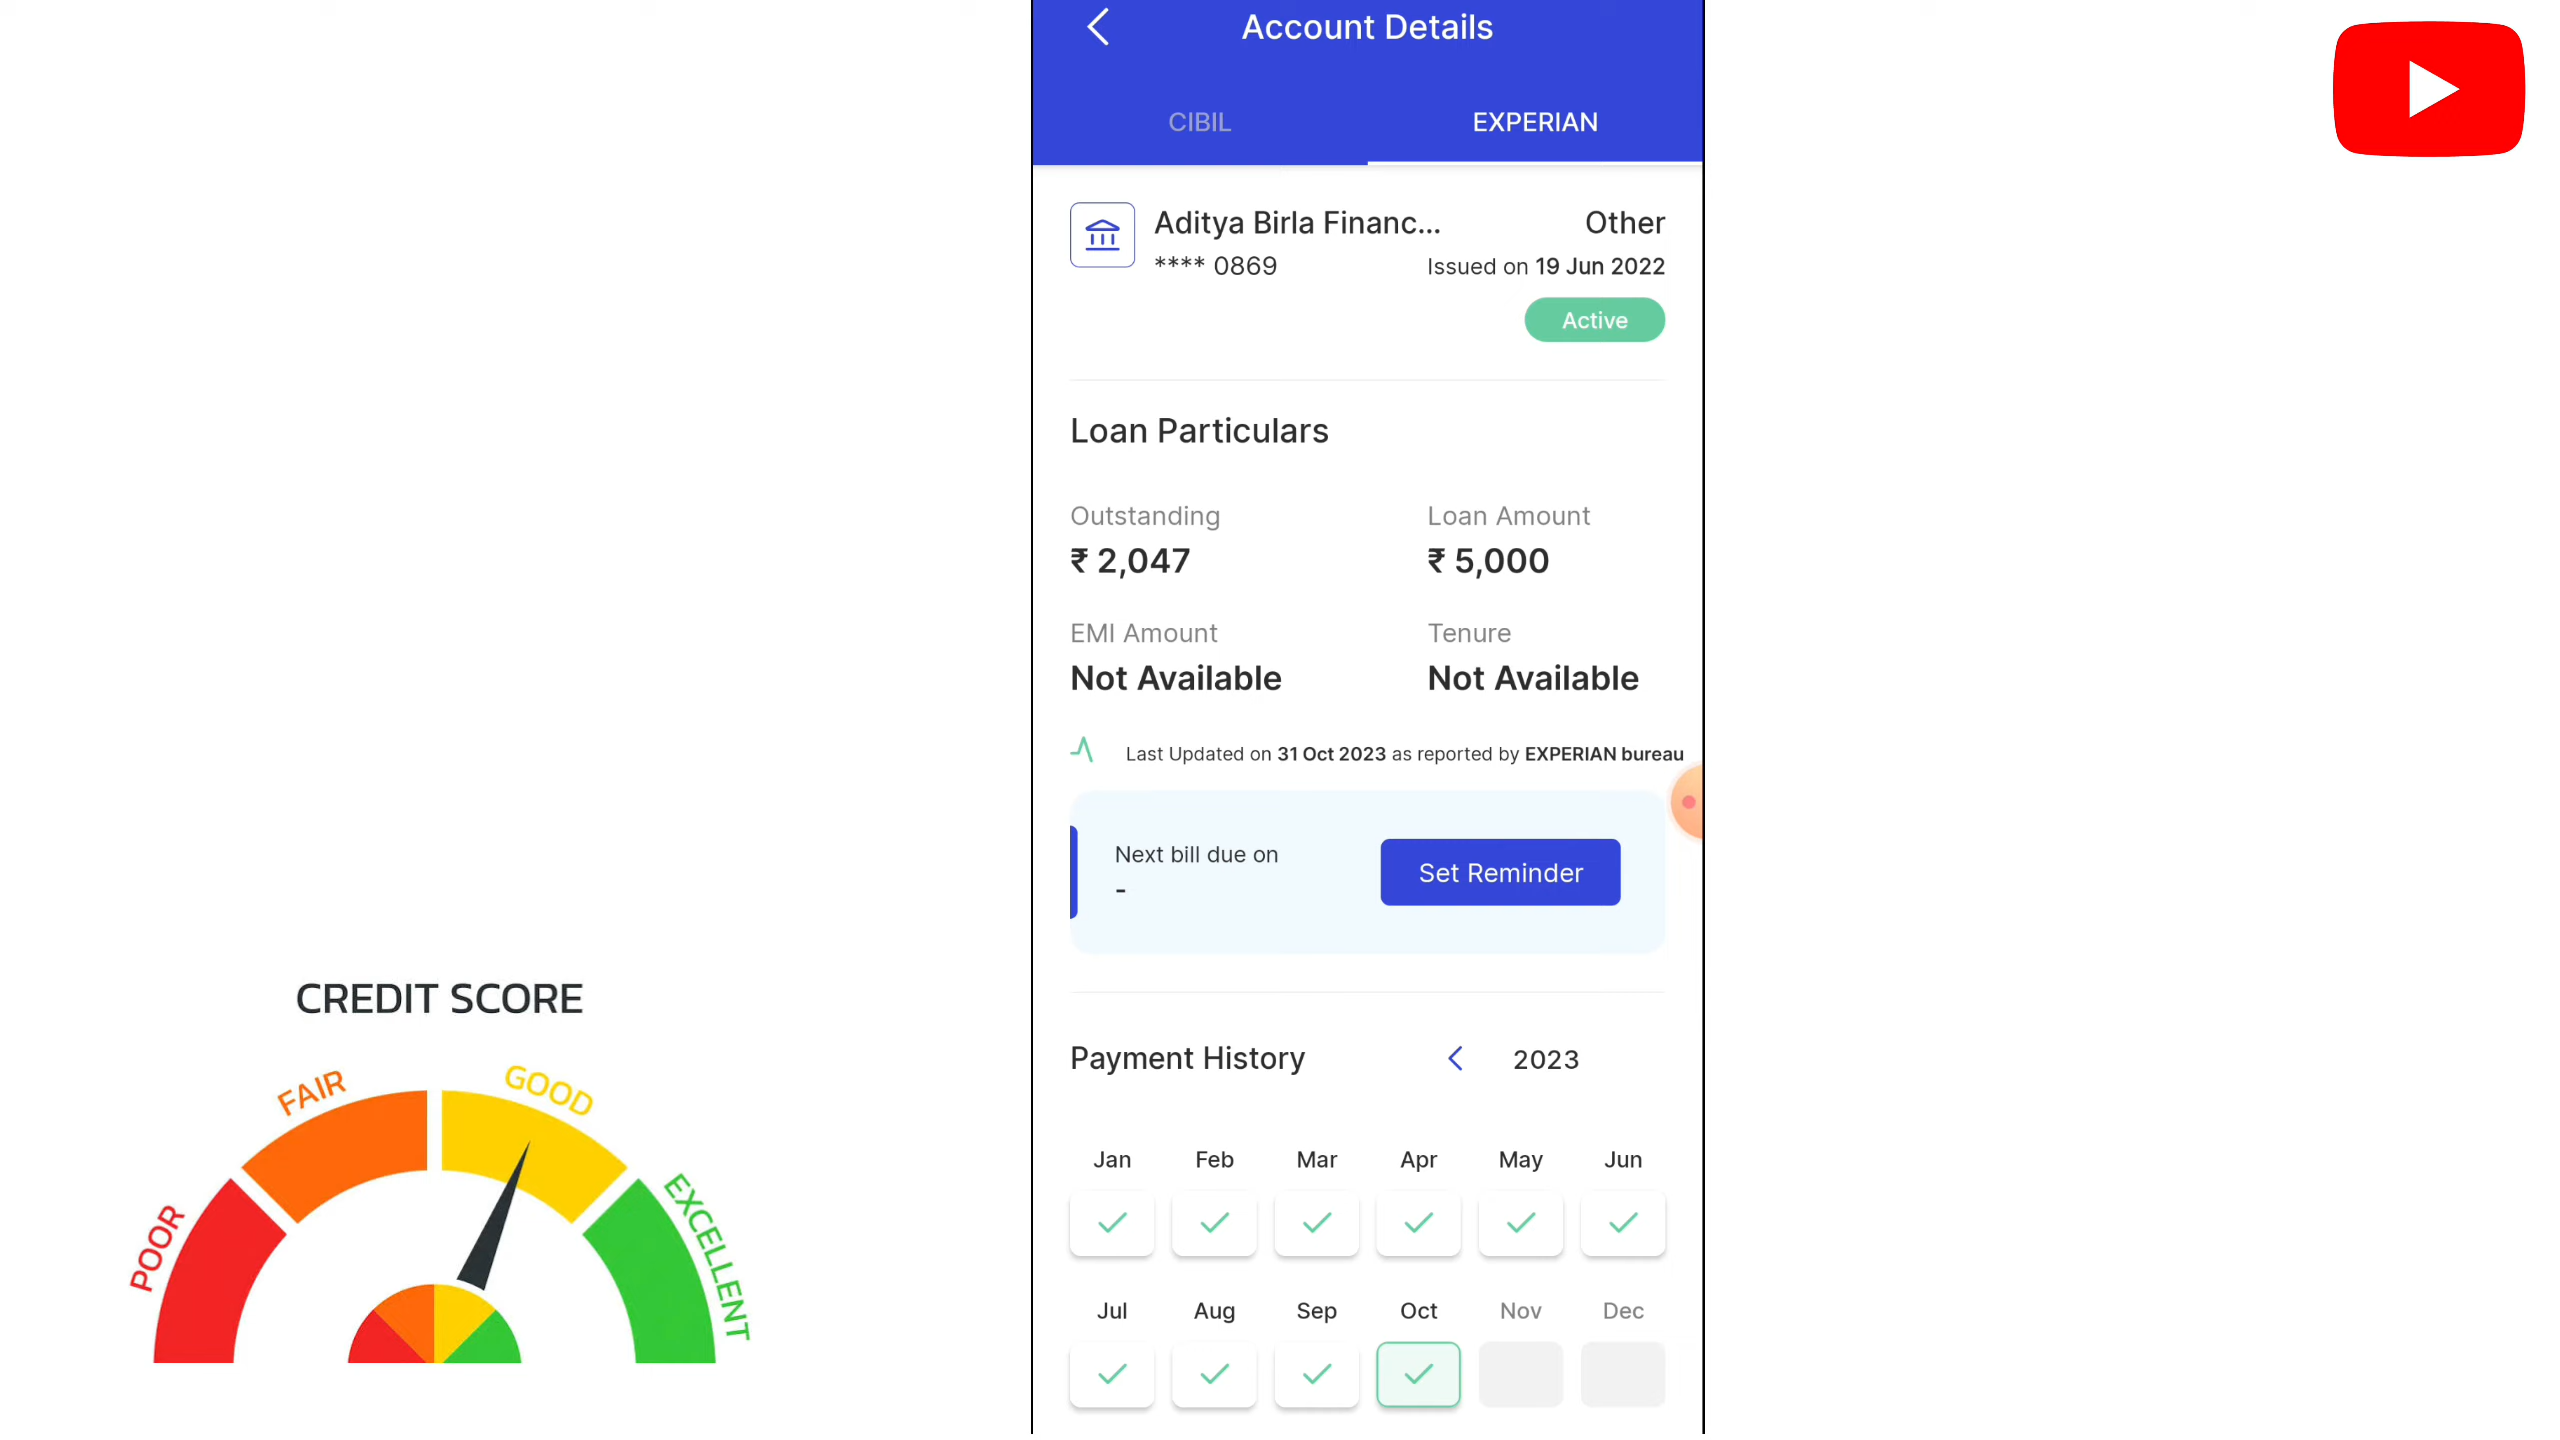 Account Details
CIBIL
EXPERIAN
Aditya Birla Financ...
Other
**** 0869
Issued on 19 Jun 2022
Active
Loan Particulars
Outstanding
Loan Amount
₹ 2,047
₹ 5,000
EMI Amount
Tenure
Not Available
Not Available
Last Updated on 31 Oct 2023 as reported by EXPERIAN bureau
Next bill due on
-
Set Reminder
Payment History
2023
Jan Feb Mar Apr May Jun
Jul Aug Sep Oct Nov Dec
CREDIT SCORE
POOR
FAIR
GOOD
EXCELLENT